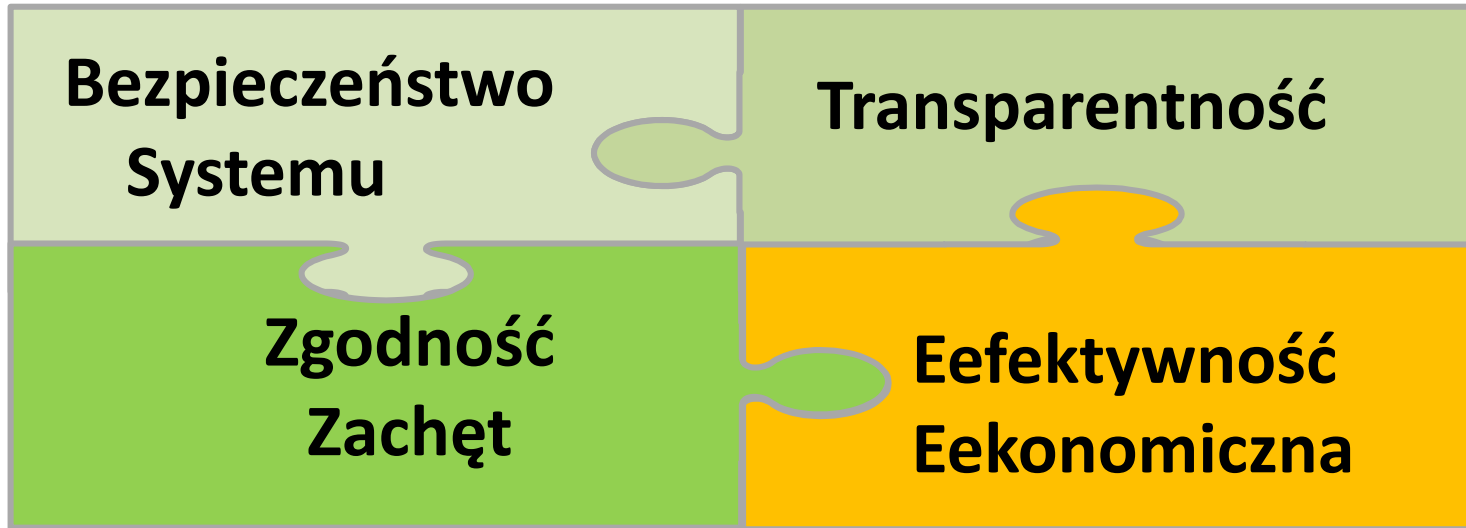 Bezpieczeństwo
Systemu
Transparentność
Zgodność
Zachęt
Eefektywność
Eekonomiczna